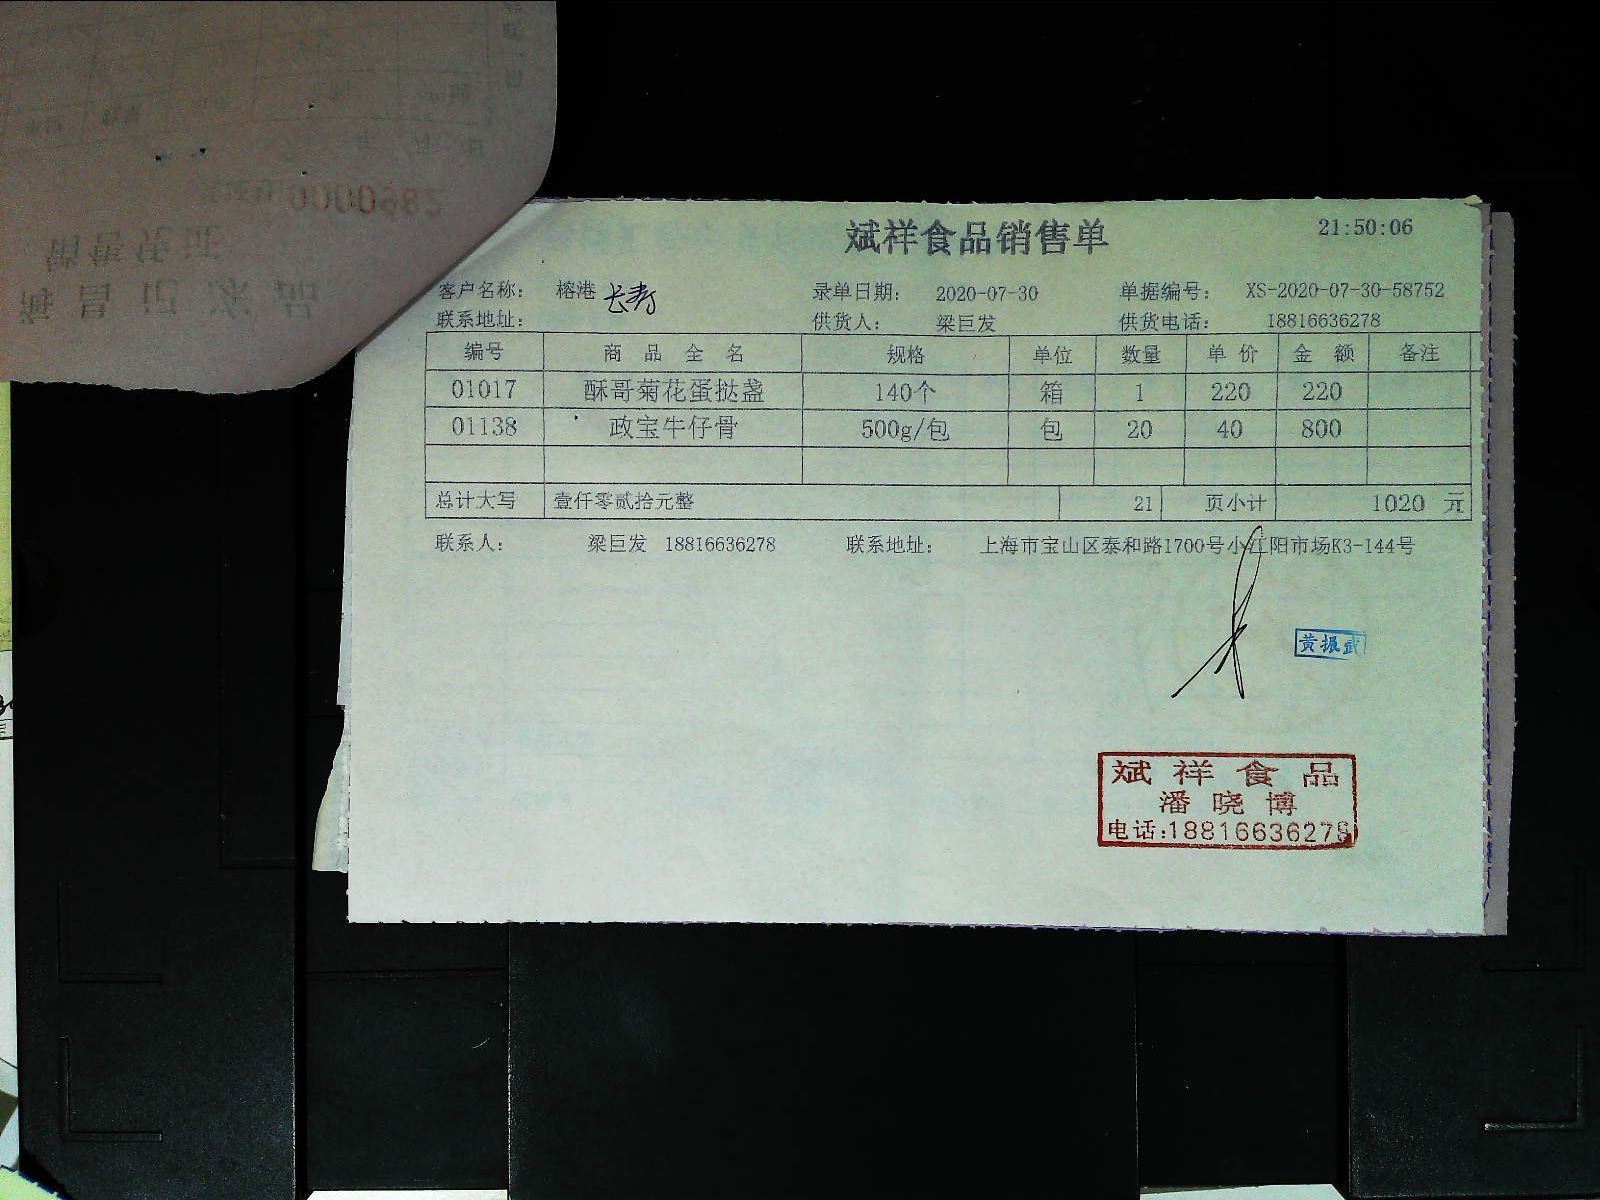 斌祥食品销售单 21:50:06
客户名称： 榕港 长寿 录单日期： 2020-07-30 单据编号： XS-2020-07-30-58752
联系地址： 供货人： 梁巨发 供货电话： 18816636278
编号 商品全名 规格 单位 数量 单价 金额 备注
01017 酥哥菊花蛋挞盏 140个 箱 1 220 220
01138 政宝牛仔骨 500g/包 包 20 40 800
总计大写 壹仟零贰拾元整 21 页小计 1020 元
联系人： 梁巨发 18816636278 联系地址： 上海市宝山区泰和路1700号小江阳市场K3-144号
黄振武
斌祥食品
潘晓博
电话:18816636278